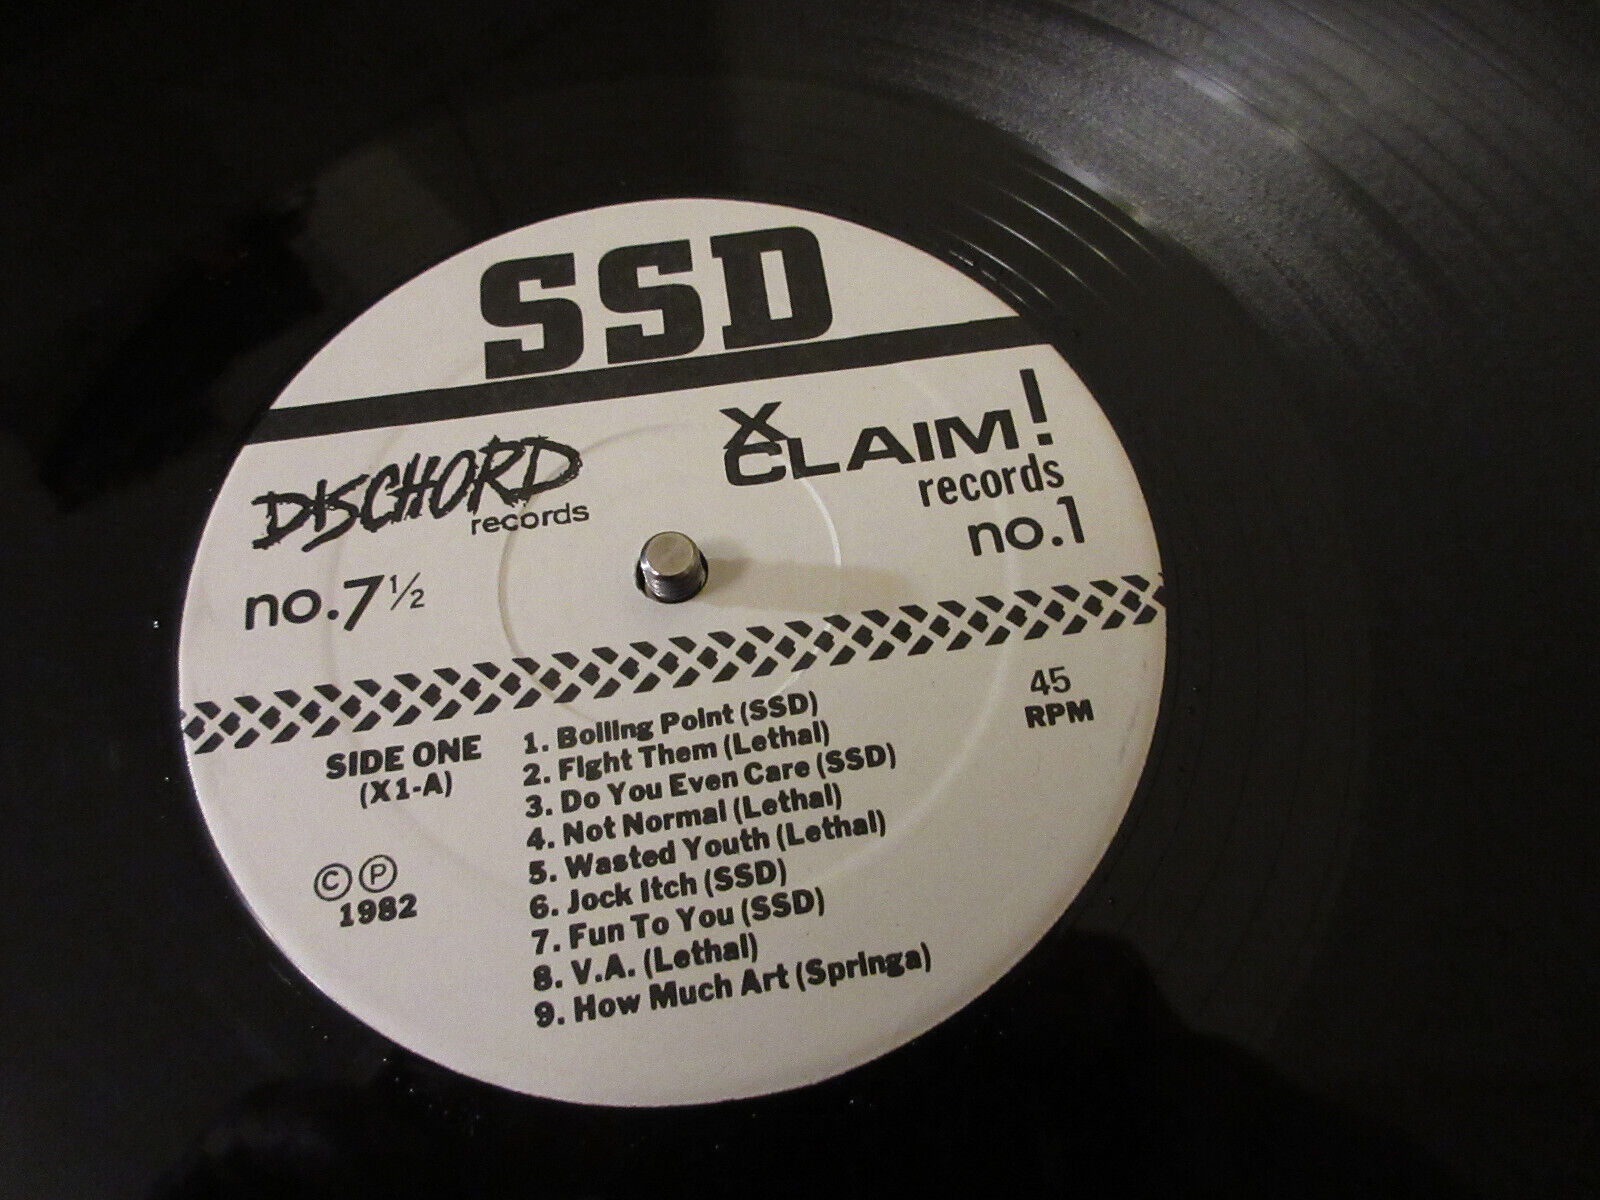 SSD
DISCHORD
records
no.7 1/2
X
CLAIM!
records
no.1
SIDE ONE
(X1-A)
© ℗
1982
1. Boiling Point (SSD)
2. Fight Them (Lethal)
3. Do You Even Care (SSD)
4. Not Normal (Lethal)
5. Wasted Youth (Lethal)
6. Jock Itch (SSD)
7. Fun To You (SSD)
8. V.A. (Lethal)
9. How Much Art (Springa)
45
RPM